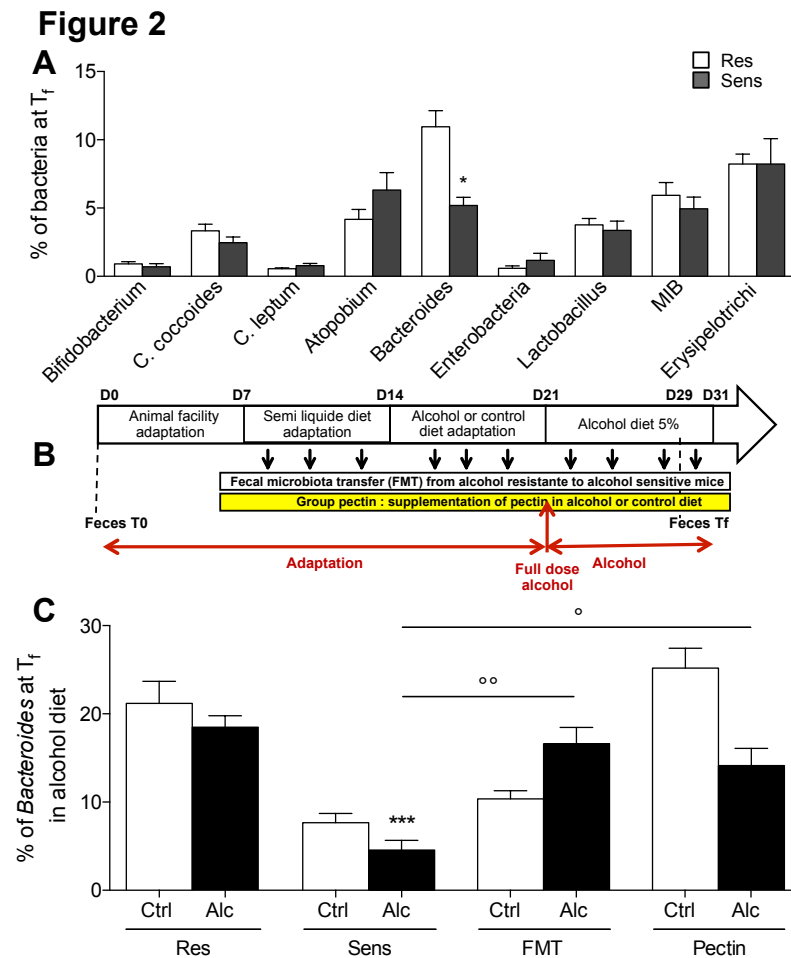 Figure 2
A
% of bacteria at Tf
15
10
5
0
Res
Sens
*
Bifidobacterium
C. coccoides
C. leptum
Atopobium
Bacteroides
Enterobacteria
Lactobacillus
MIB
Erysipelotrichi
D0 D7 D14 D21 D29 D31
Animal facility
adaptation
Semi liquide diet
adaptation
Alcohol or control
diet adaptation
Alcohol diet 5%
B
Fecal microbiota transfer (FMT) from alcohol resistante to alcohol sensitive mice
Group pectin : supplementation of pectin in alcohol or control diet
Feces T0
Feces Tf
Adaptation
Full dose
alcohol
Alcohol
C
% of Bacteroides at Tf
in alcohol diet
30
20
10
0
°
°°
***
Ctrl Alc Ctrl Alc Ctrl Alc Ctrl Alc
Res Sens FMT Pectin